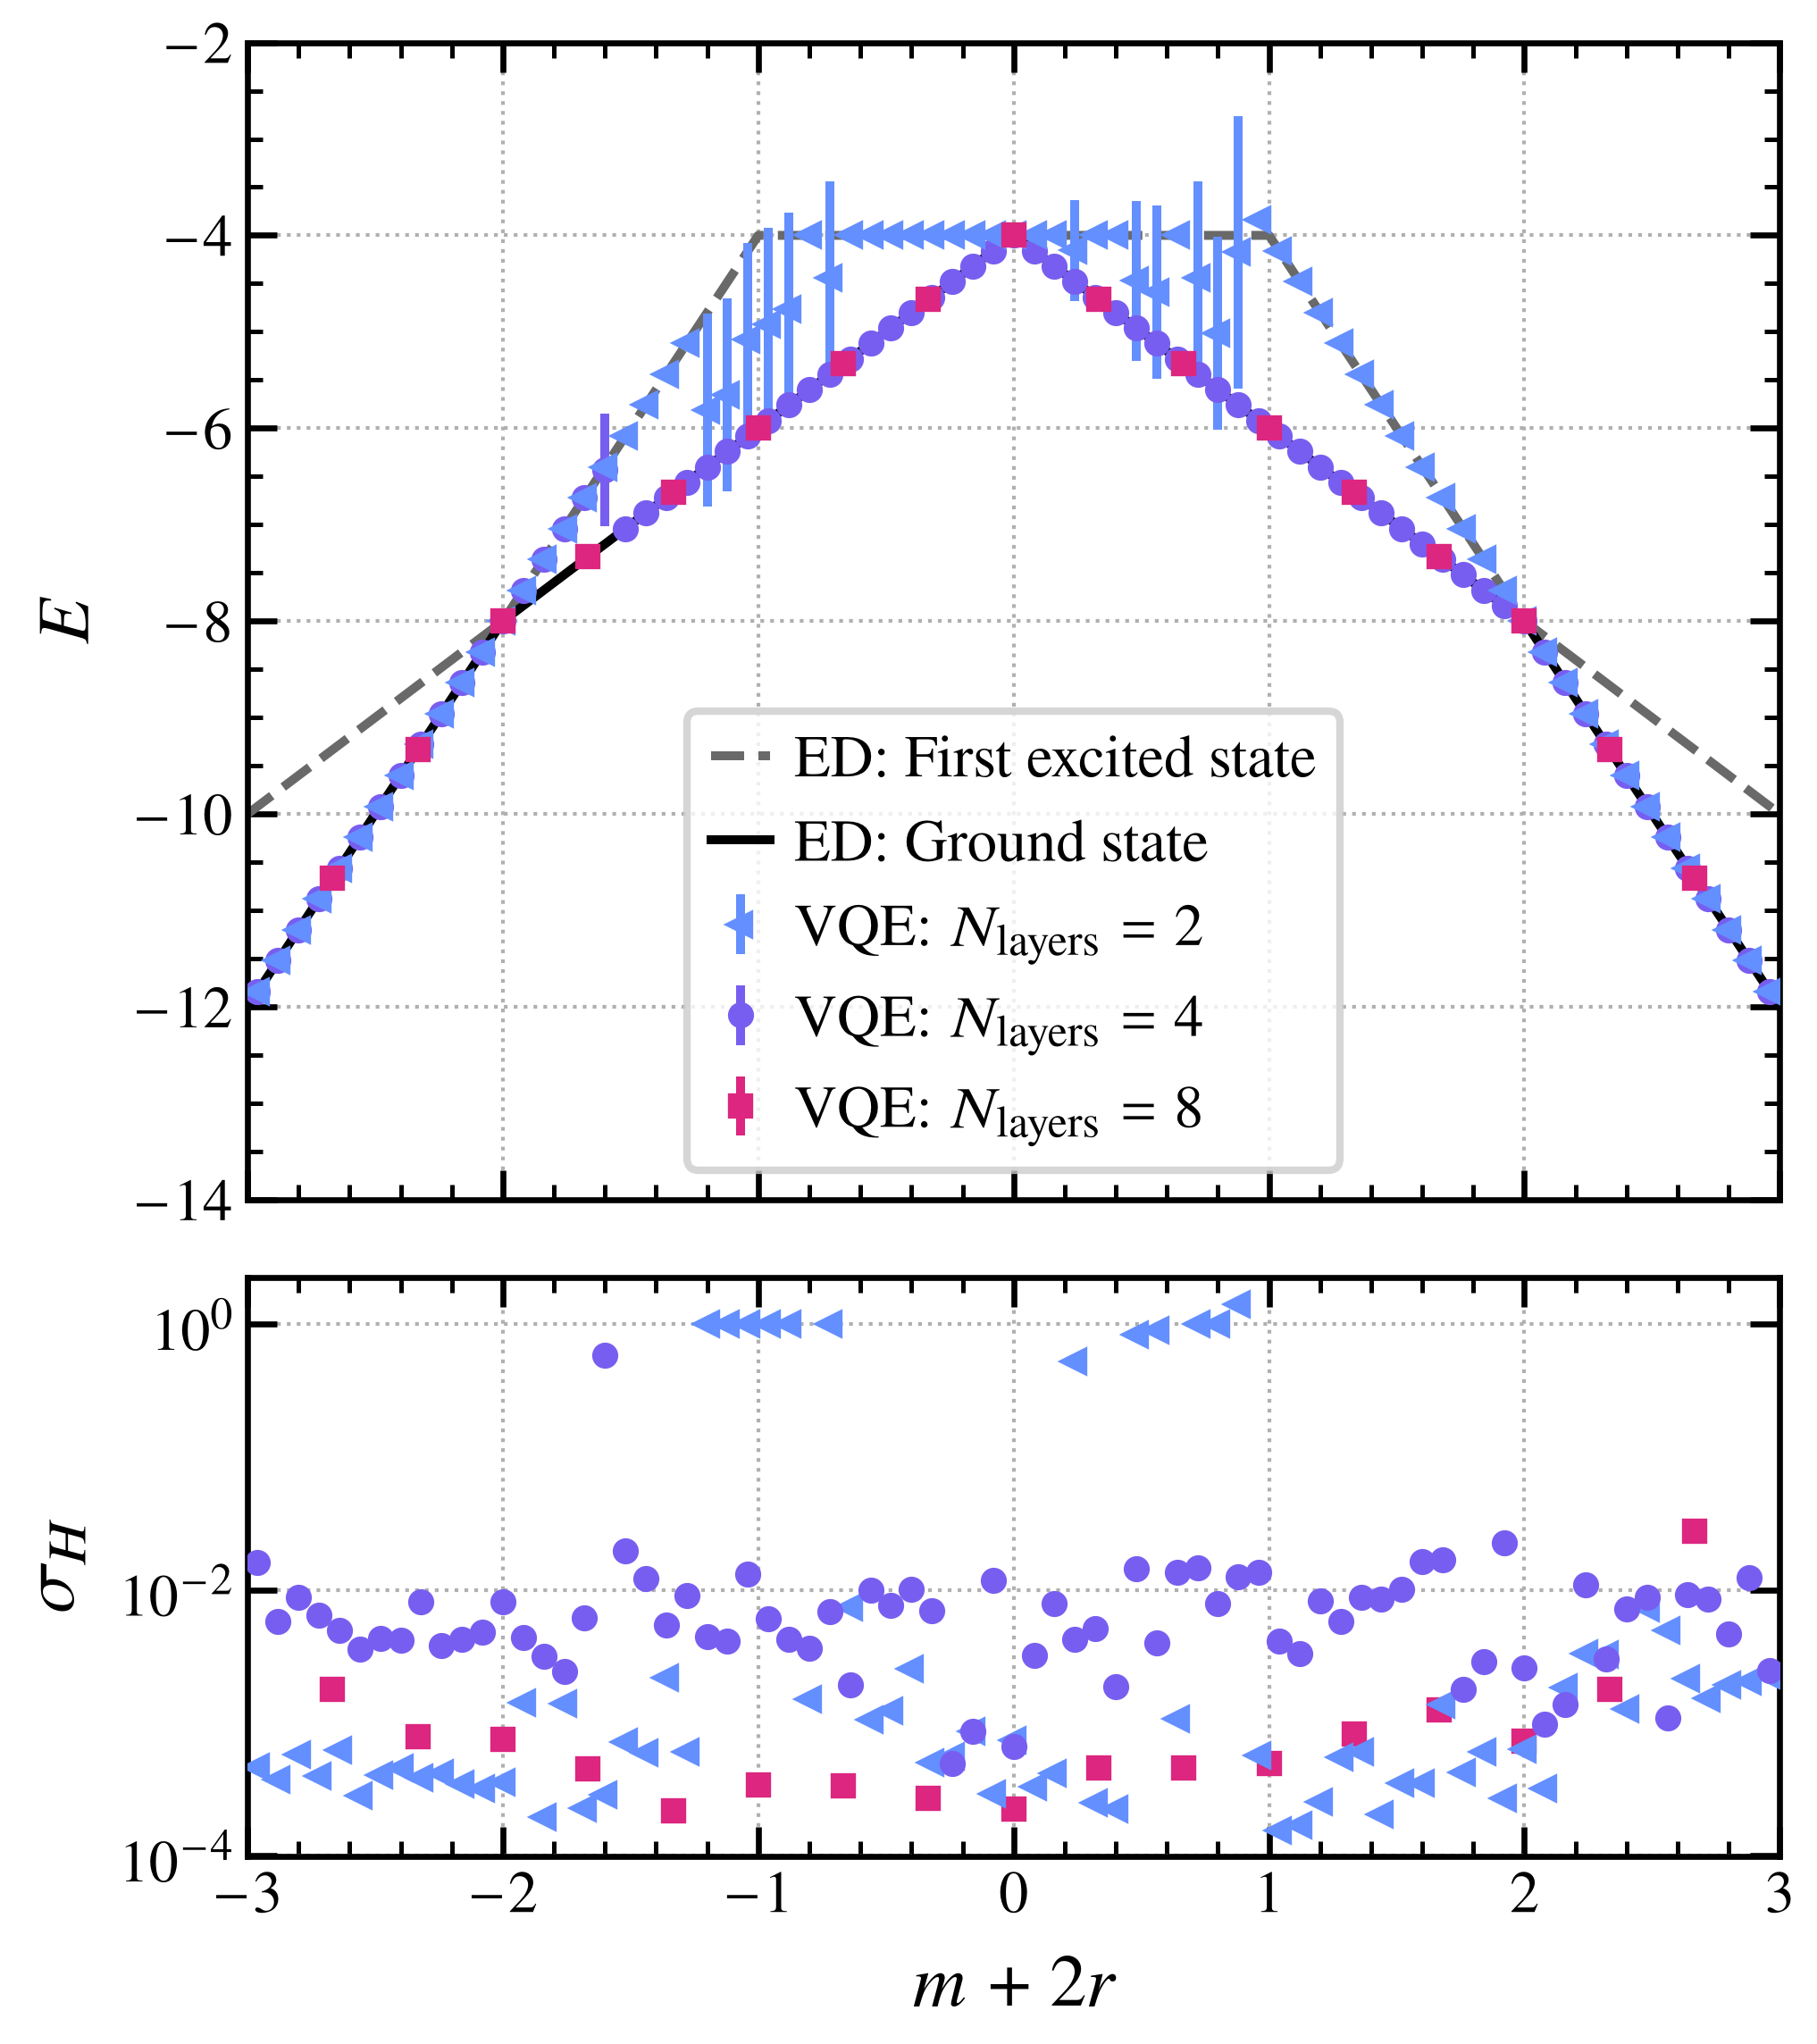 −2
−4
−6
−8
−10
−12
−14
E
ED: First excited state
ED: Ground state
VQE: N_layers = 2
VQE: N_layers = 4
VQE: N_layers = 8
10^0
10^−2
10^−4
σ_H
−3 −2 −1 0 1 2 3
m + 2r